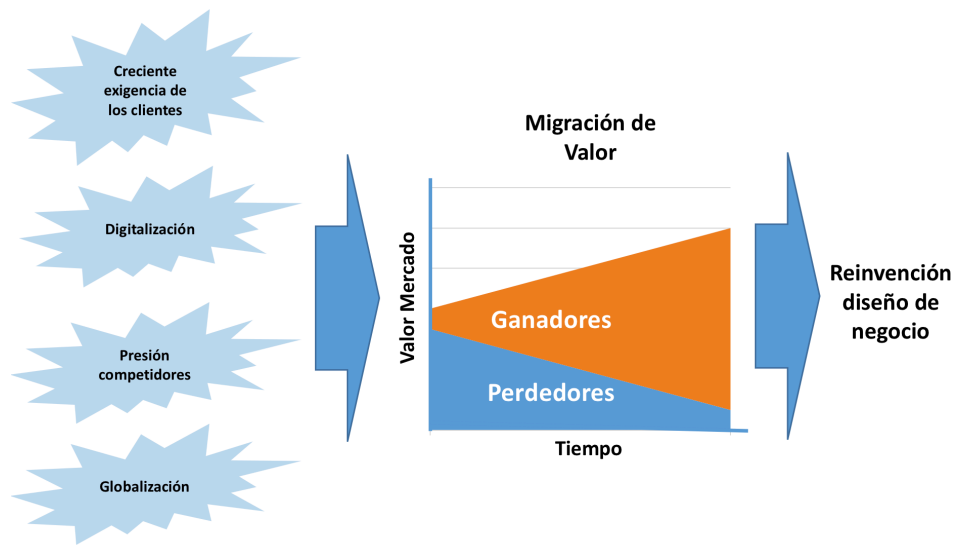 Creciente
exigencia de
los clientes
Digitalización
Presión
competidores
Globalización
Migración de
Valor
Valor Mercado
Ganadores
Perdedores
Tiempo
Reinvención
diseño de
negocio